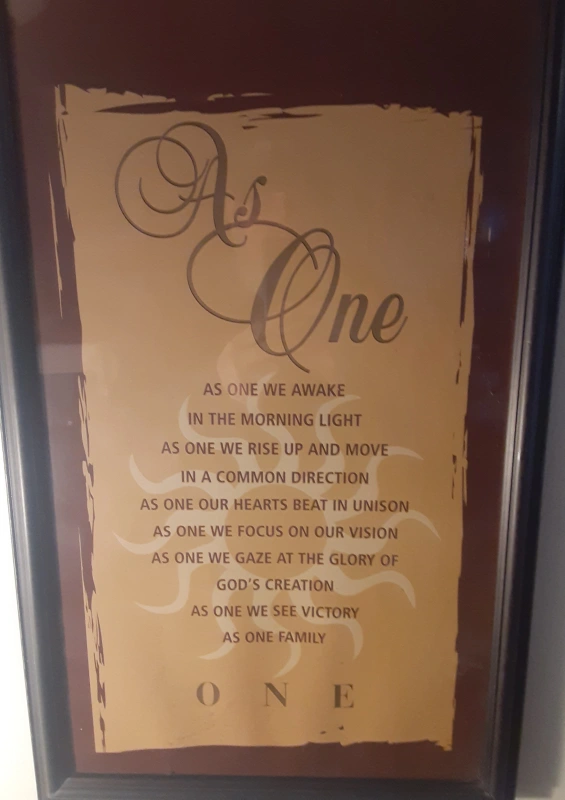 As
One
AS ONE WE AWAKE
IN THE MORNING LIGHT
AS ONE WE RISE UP AND MOVE
IN A COMMON DIRECTION
AS ONE OUR HEARTS BEAT IN UNISON
AS ONE WE FOCUS ON OUR VISION
AS ONE WE GAZE AT THE GLORY OF
GOD'S CREATION
AS ONE WE SEE VICTORY
AS ONE FAMILY
ONE